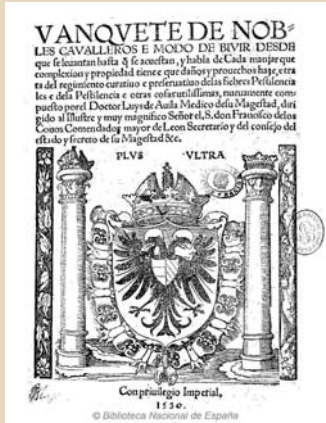 VANQVETE DE NOB=
LES CAVALLEROS E MODO DE BIVIR DESDE
que se leuantan hasta q̃ se acuestan, y habla de Cada manjar que
complexion y propiedad tiene e que daños y prouechos haze, e tra
ta del regimiento curatiuo e preseruatiuo delas fiebres Pestilencia
les e dela Pestilencia e otras cosas utilissimas, nueuamente com
puesto por el Doctor Luys de Auila Medico de su Magestad, diri
gido al Illustre y muy magnifico Señor el, S, don Francisco de los
Couos Comendador mayor de Leon Secretario y del consejo del
estado y secreto de su Magestad &c.
PLVS VLTRA
Con priuilegio Imperial,
1530.
© Biblioteca Nacional de España